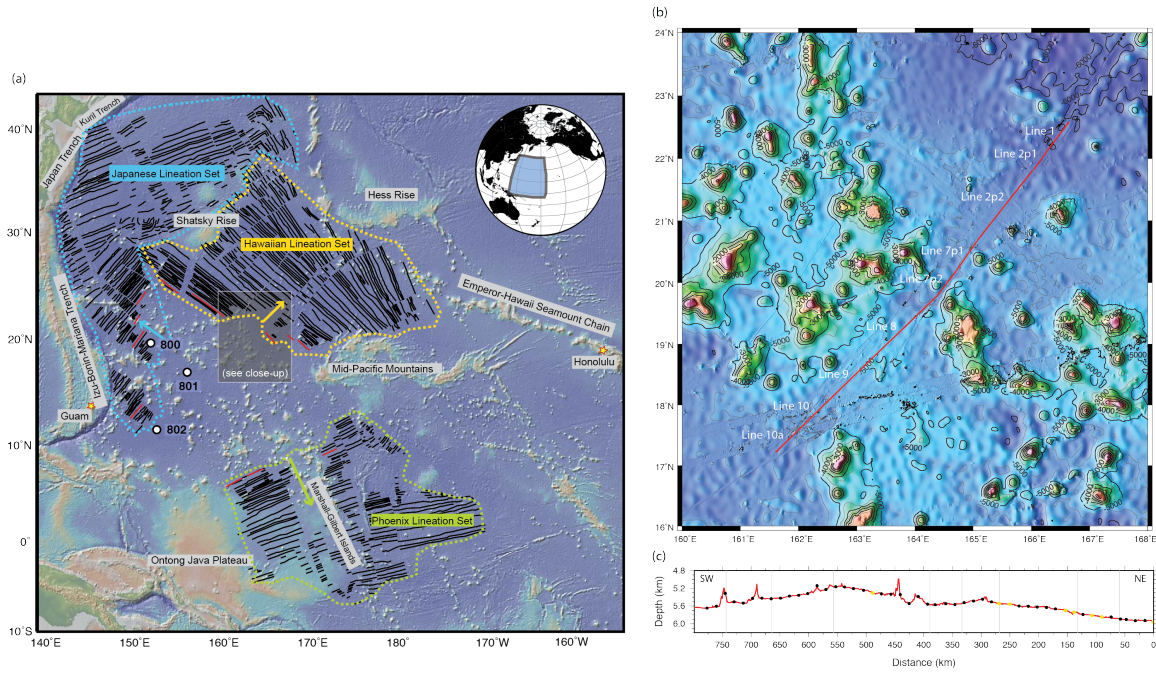 (a)
40°N
30°N
20°N
10°N
0°
10°S
140°E
150°E
160°E
170°E
180°
170°W
160°W
Kuril Trench
Japan Trench
Japanese Lineation Set
Shatsky Rise
Hess Rise
Hawaiian Lineation Set
Emperor-Hawaii Seamount Chain
Izu-Bonin-Mariana Trench
800
801
802
(see close-up)
Mid-Pacific Mountains
Honolulu
Guam
Marshall-Gilbert Islands
Phoenix Lineation Set
Ontong Java Plateau
(b)
24°N
23°N
22°N
21°N
20°N
19°N
18°N
17°N
16°N
160°E
161°E
162°E
163°E
164°E
165°E
166°E
167°E
168°E
Line 1
Line 2p1
Line 2p2
Line 7p1
Line 7p2
Line 8
Line 9
Line 10
Line 10a
(c)
SW
NE
Depth (km)
4.8
5.2
5.6
6.0
750 700 650 600 550 500 450 400 350 300 250 200 150 100 50 0
Distance (km)